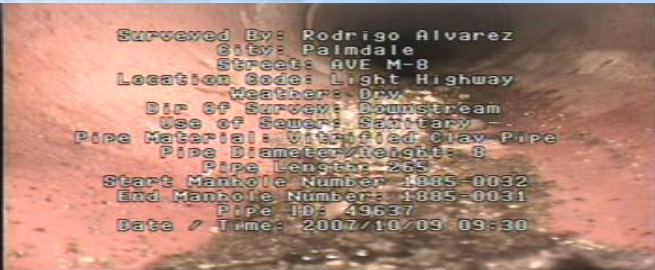 Surveyed By: Rodrigo Alvarez
City: Palmdale
Street: AVE M-8
Location Code: Light Highway
Weather: Dry
Dir Of Survey: Downstream
Use of Sewer: Sanitary
Pipe Material: Vitrified Clay Pipe
Pipe Diameter/Height: 8
Pipe Length: 265
Start Manhole Number 1885-0032
End Manhole Number: 1885-0031
Pipe ID: 49637
Date / Time: 2007/10/09 09:30